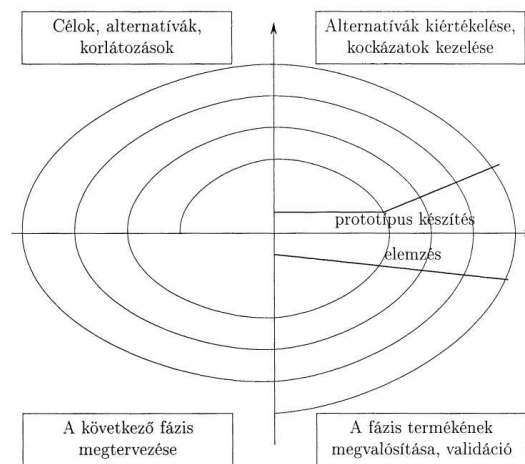 Célok, alternatívák,
korlátozások
Alternatívák kiértékelése,
kockázatok kezelése
prototípus készítés
elemzés
A következő fázis
megtervezése
A fázis termékének
megvalósítása, validáció